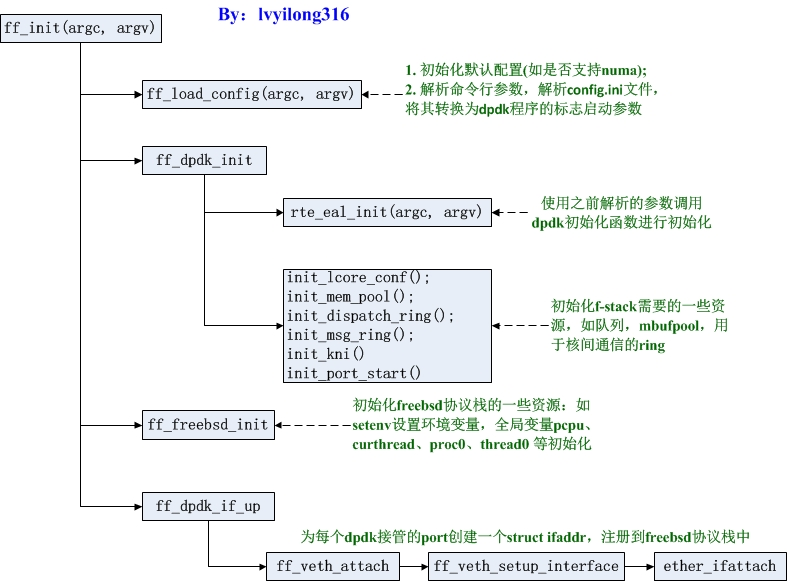 By：lvyilong316
ff_init(argc, argv)
ff_load_config(argc, argv)
1. 初始化默认配置(如是否支持numa);
2. 解析命令行参数，解析config.ini文件，
将其转换为dpdk程序的标志启动参数
ff_dpdk_init
rte_eal_init(argc, argv)
使用之前解析的参数调用
dpdk初始化函数进行初始化
init_lcore_conf();
init_mem_pool();
init_dispatch_ring();
init_msg_ring();
init_kni()
init_port_start()
初始化f-stack需要的一些资
源，如队列，mbufpool，用
于核间通信的ring
ff_freebsd_init
初始化freebsd协议栈的一些资源：如
setenv设置环境变量，全局变量pcpu、
curthread、proc0、thread0 等初始化
ff_dpdk_if_up
为每个dpdk接管的port创建一个struct ifaddr，注册到freebsd协议栈中
ff_veth_attach
ff_veth_setup_interface
ether_ifattach